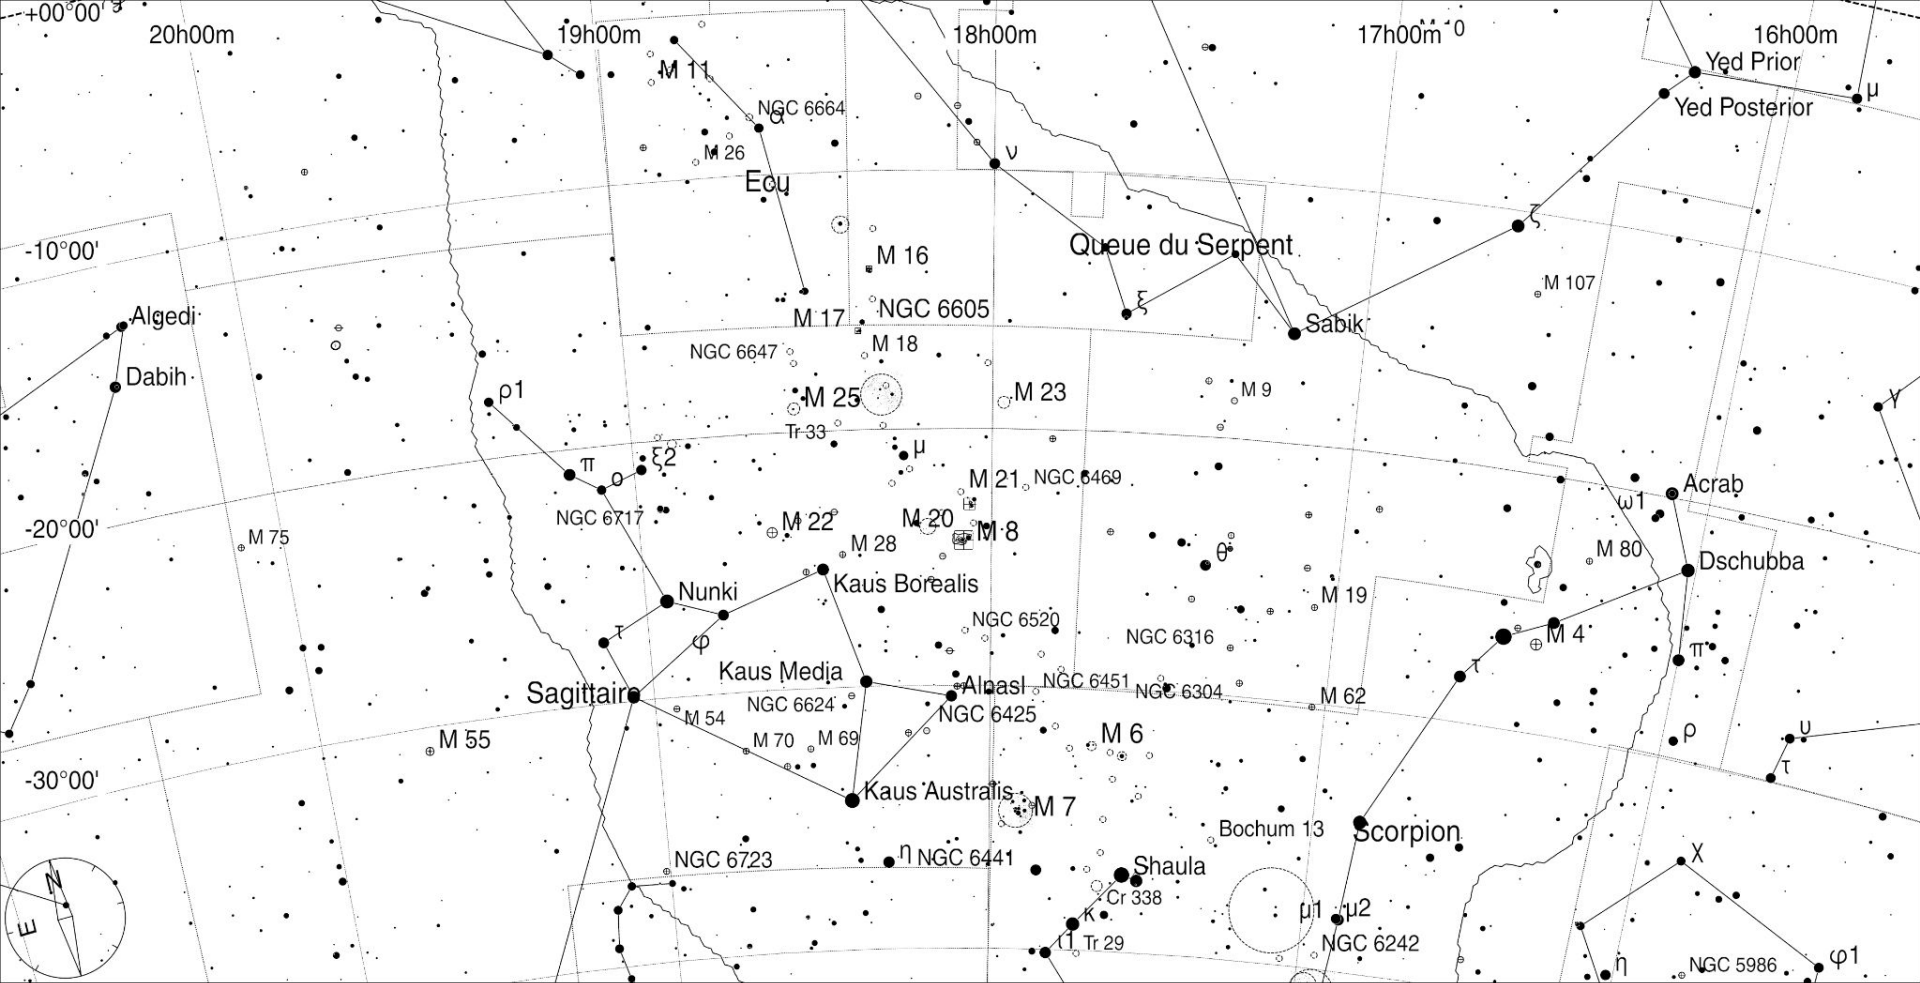 +00°00'
20h00m
19h00m
18h00m
17h00m
16h00m
Yed Prior
Yed Posterior
μ
M 11
NGC 6664
α
M 26
Ecu
ν
ζ
-10°00'
Queue du Serpent
M 16
M 107
ξ
Algedi
M 17
NGC 6605
Sabik
NGC 6647
M 18
Dabih
ρ1
M 25
M 23
M 9
γ
Tr 33
μ
π
ο
ξ2
M 21
NGC 6469
Acrab
ω1
NGC 6717
M 22
M 20
M 8
-20°00'
M 75
M 28
θ
M 80
Dschubba
Kaus Borealis
Nunki
M 19
NGC 6520
τ
φ
NGC 6316
M 4
π
Kaus Media
τ
Sagittaire
Alnasl
NGC 6451
NGC 6304
M 62
NGC 6624
M 54
NGC 6425
M 55
M 70
M 69
M 6
ρ
υ
τ
-30°00'
Kaus Australis
M 7
Bochum 13
Scorpion
NGC 6723
η
NGC 6441
Shaula
χ
N
Cr 338
E
κ
μ1
μ2
ι1
Tr 29
NGC 6242
η
NGC 5986
φ1